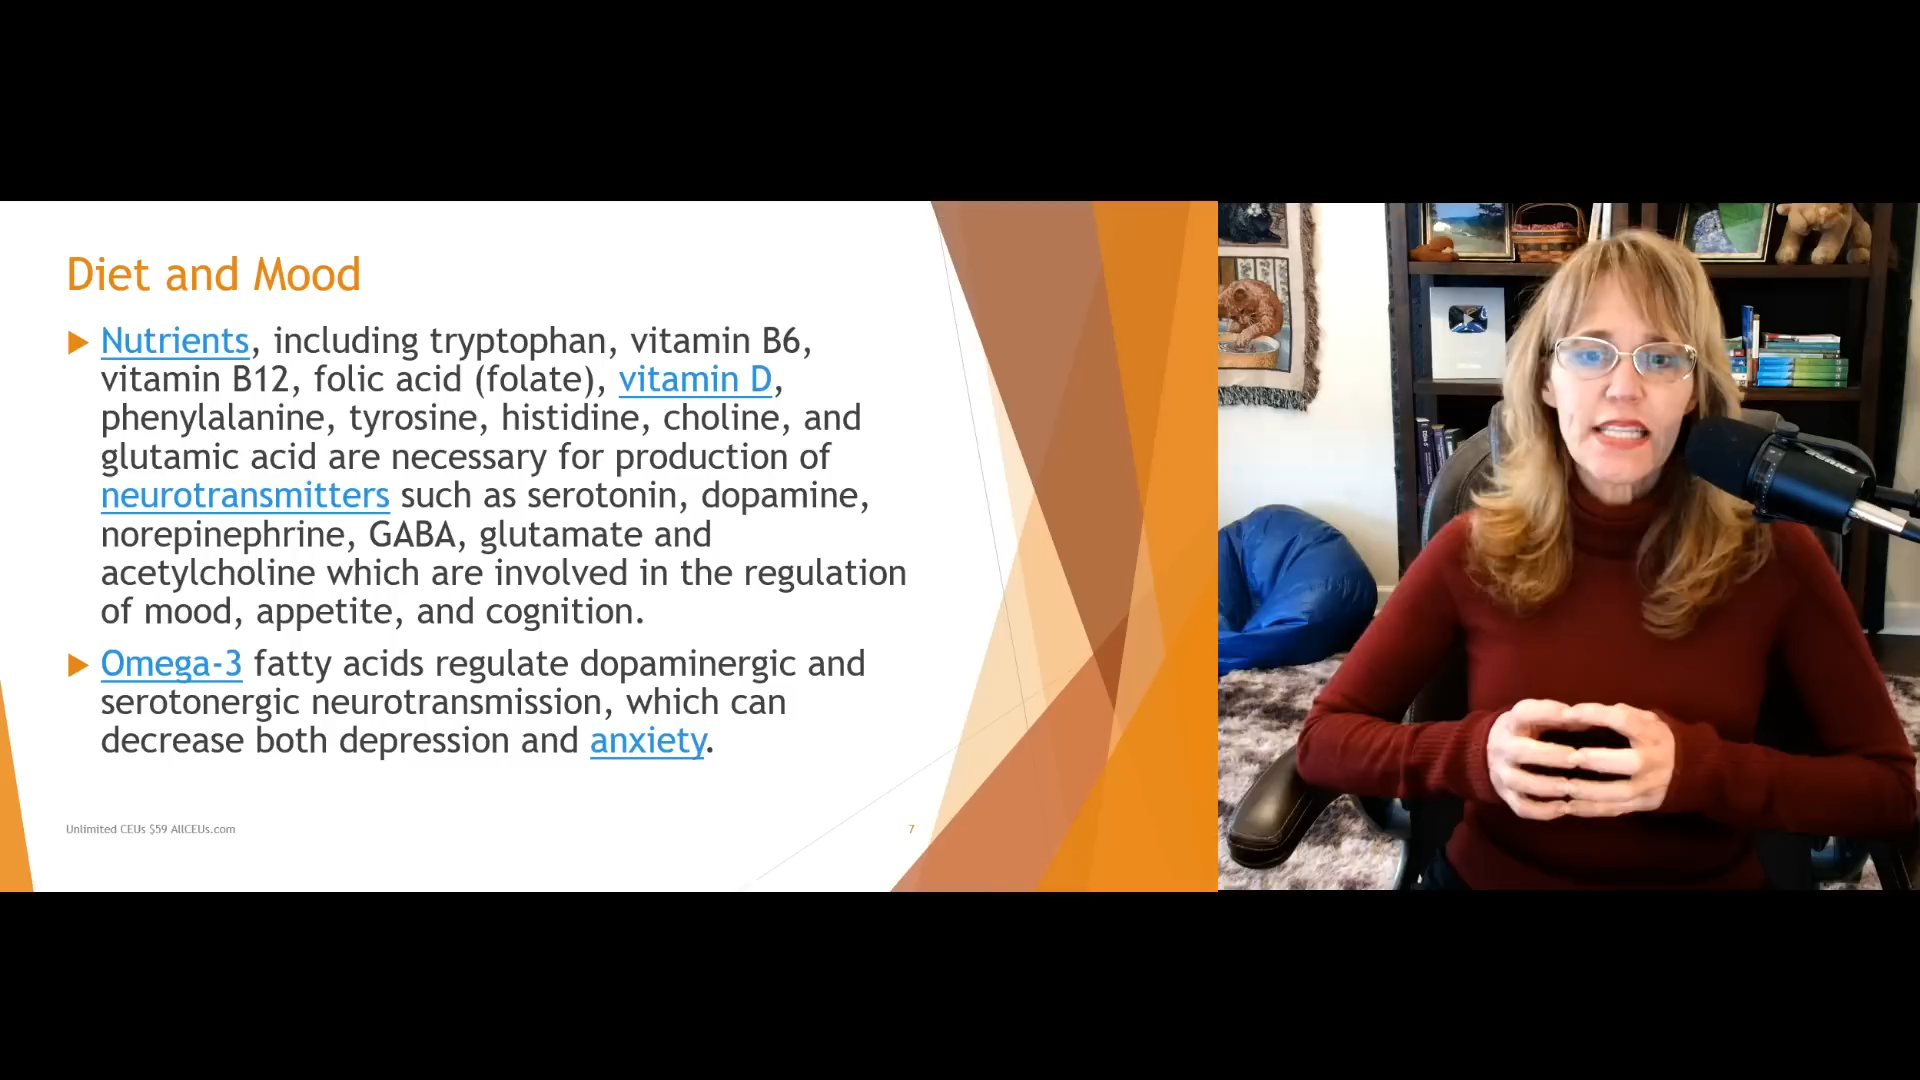 Diet and Mood
Nutrients, including tryptophan, vitamin B6,
vitamin B12, folic acid (folate), vitamin D,
phenylalanine, tyrosine, histidine, choline, and
glutamic acid are necessary for production of
neurotransmitters such as serotonin, dopamine,
norepinephrine, GABA, glutamate and
acetylcholine which are involved in the regulation
of mood, appetite, and cognition.
Omega-3 fatty acids regulate dopaminergic and
serotonergic neurotransmission, which can
decrease both depression and anxiety.
Unlimited CEUs $59 AllCEUs.com
7